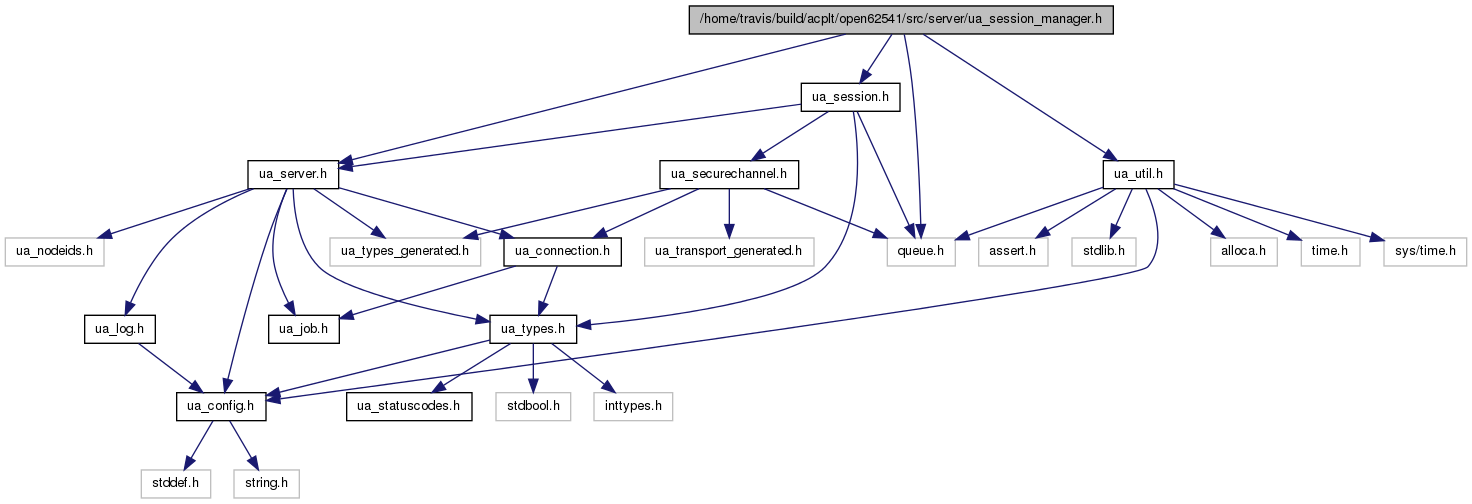 /home/travis/build/acplt/open62541/src/server/ua_session_manager.h
ua_session.h
ua_server.h
ua_securechannel.h
ua_util.h
ua_nodeids.h
ua_types_generated.h
ua_connection.h
ua_transport_generated.h
queue.h
assert.h
stdlib.h
alloca.h
time.h
sys/time.h
ua_log.h
ua_job.h
ua_types.h
ua_config.h
ua_statuscodes.h
stdbool.h
inttypes.h
stddef.h
string.h